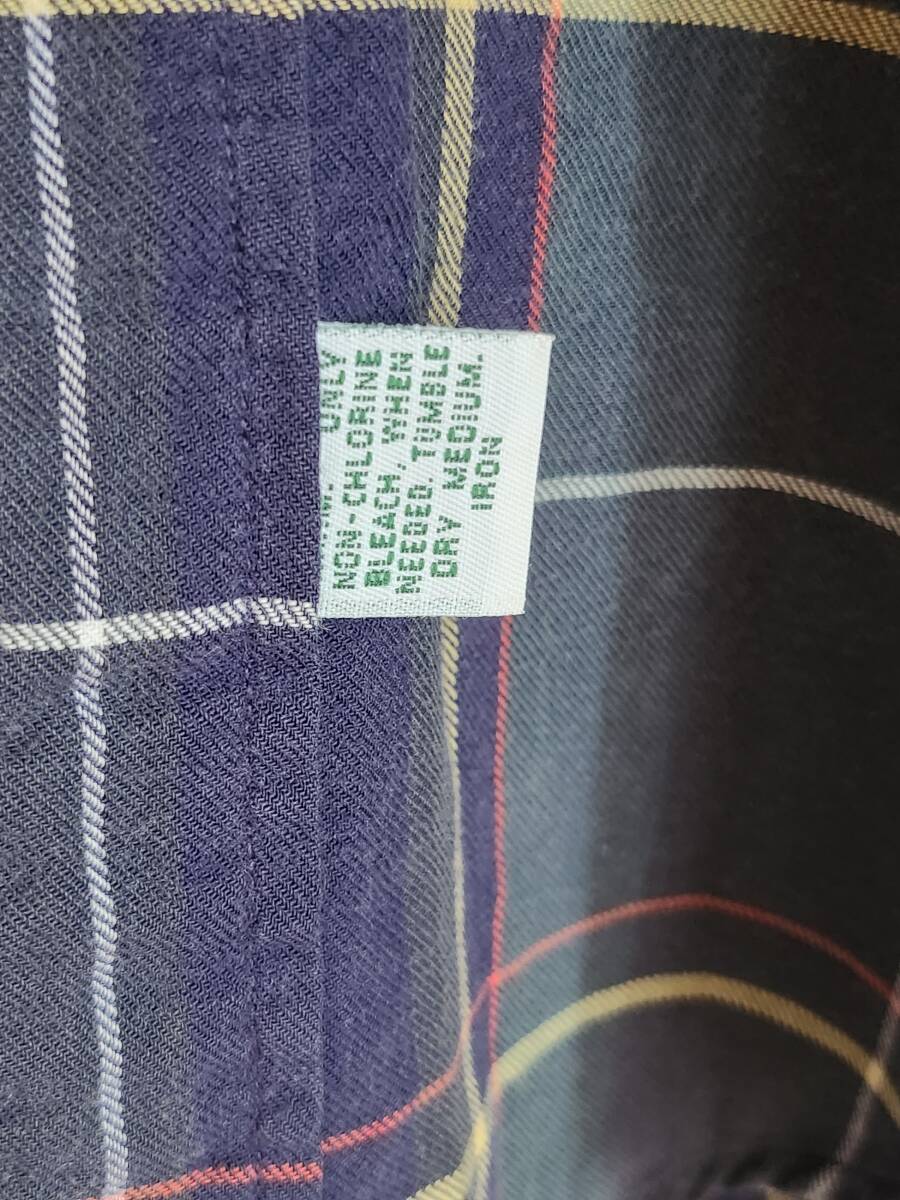 ONLY
NON-CHLORINE
BLEACH, WHEN
NEEDED. TUMBLE
DRY MEDIUM.
IRON